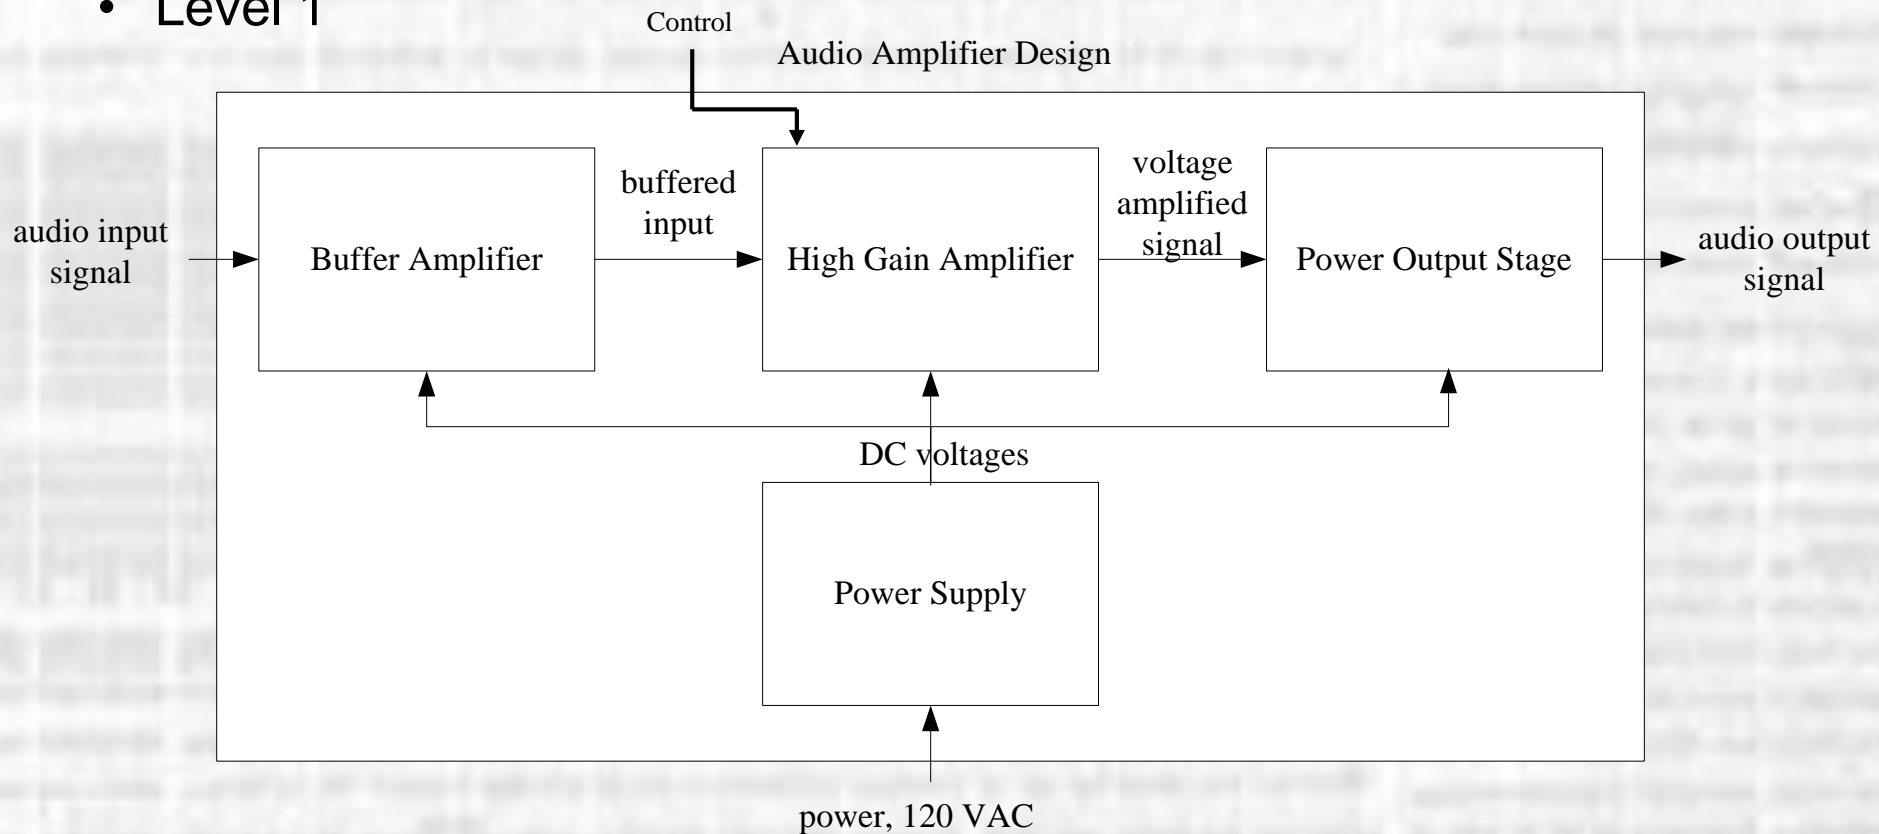 • Level 1
Control
Audio Amplifier Design
audio input
signal
Buffer Amplifier
buffered
input
High Gain Amplifier
voltage
amplified
signal
Power Output Stage
audio output
signal
DC voltages
Power Supply
power, 120 VAC